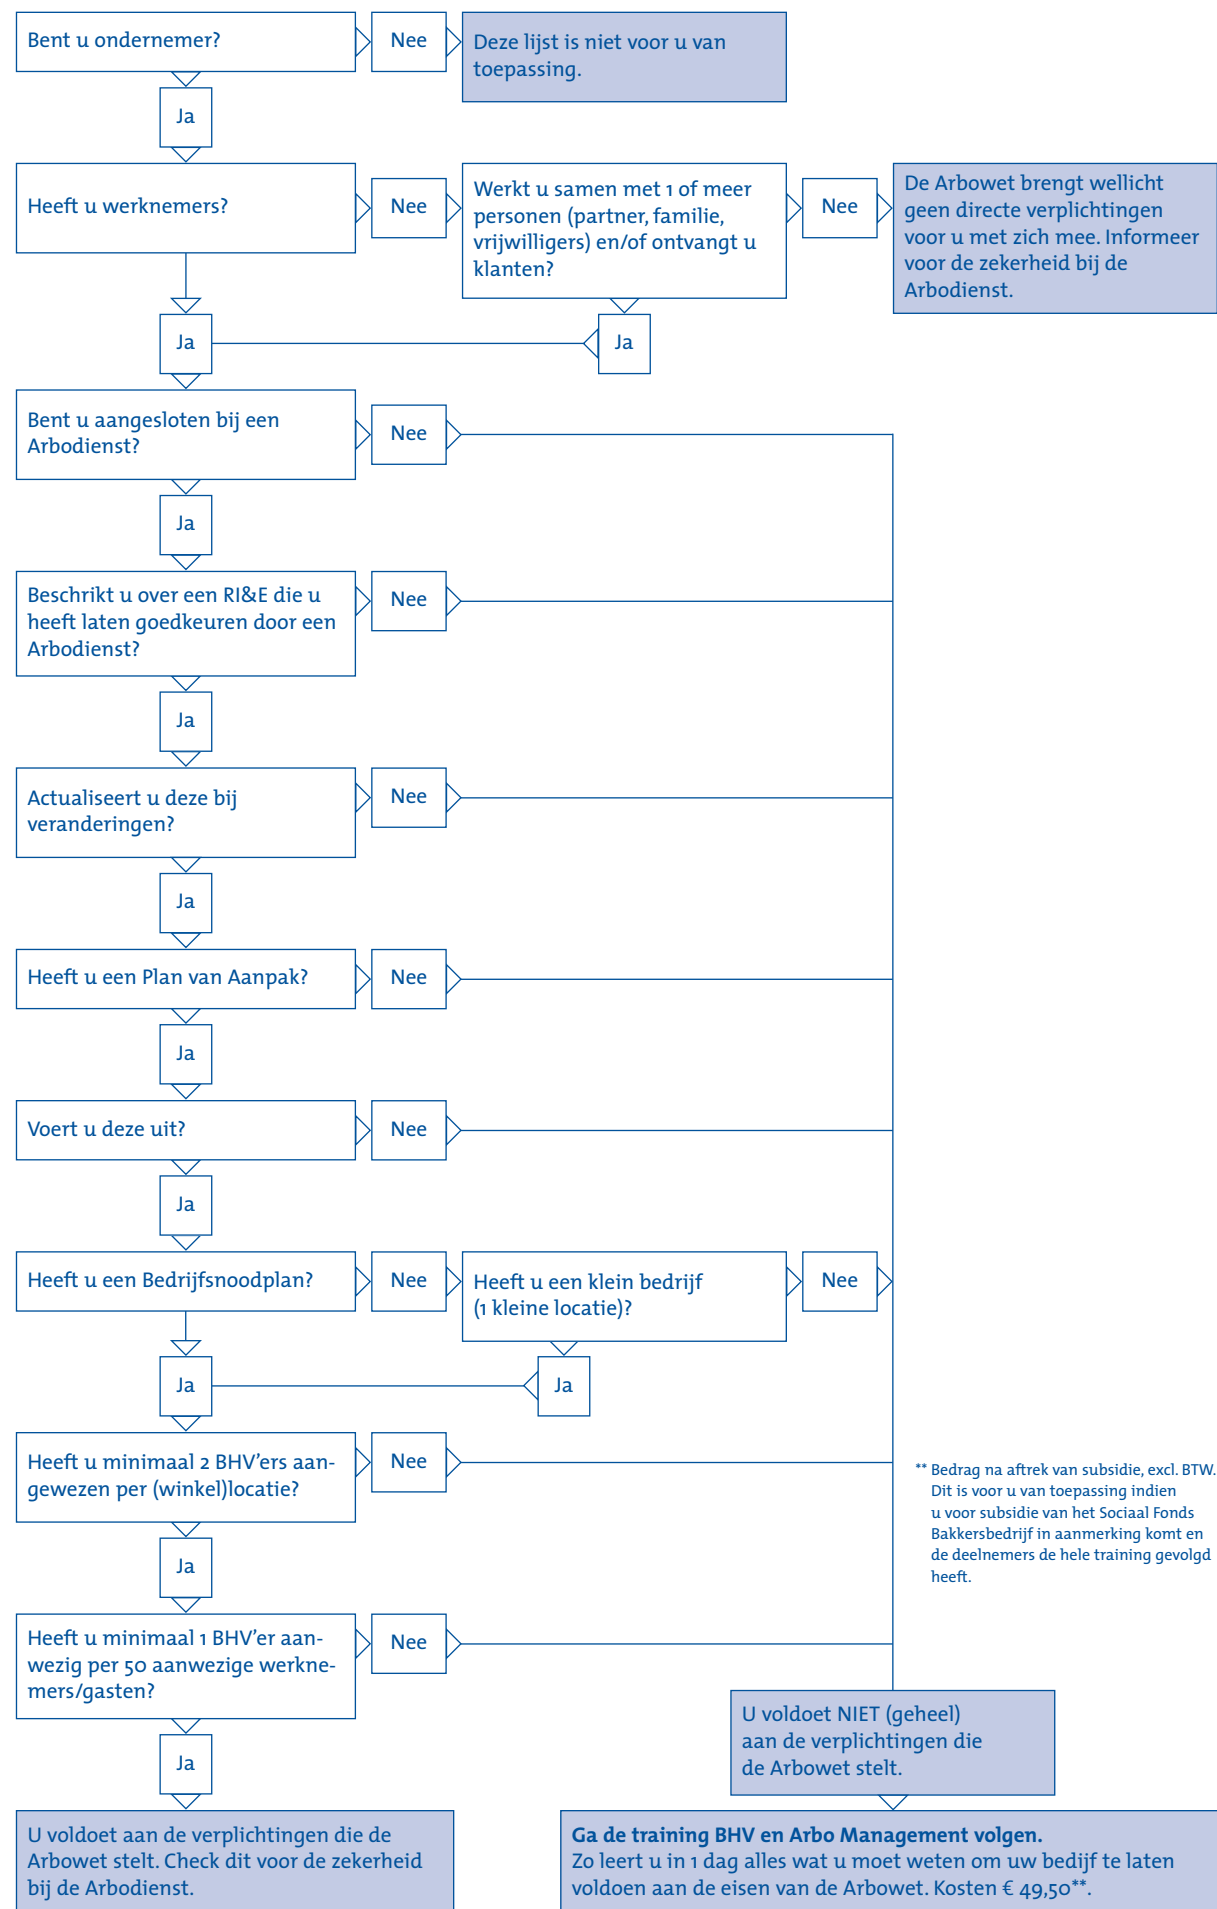 Bent u ondernemer?
Nee
Deze lijst is niet voor u van
toepassing.
Ja
Heeft u werknemers?
Nee
Werkt u samen met 1 of meer
personen (partner, familie,
vrijwilligers) en/of ontvangt u
klanten?
Nee
De Arbowet brengt wellicht
geen directe verplichtingen
voor u met zich mee. Informeer
voor de zekerheid bij de
Arbodienst.
Ja
Ja
Bent u aangesloten bij een
Arbodienst?
Nee
Ja
Beschrikt u over een RI&E die u
heeft laten goedkeuren door een
Arbodienst?
Nee
Ja
Actualiseert u deze bij
veranderingen?
Nee
Ja
Heeft u een Plan van Aanpak?
Nee
Ja
Voert u deze uit?
Nee
Ja
Heeft u een Bedrijfsnoodplan?
Nee
Heeft u een klein bedrijf
(1 kleine locatie)?
Nee
Ja
Ja
Heeft u minimaal 2 BHV'ers aan-
gewezen per (winkel)locatie?
Nee
** Bedrag na aftrek van subsidie, excl. BTW.
Dit is voor u van toepassing indien
u voor subsidie van het Sociaal Fonds
Bakkersbedrijf in aanmerking komt en
de deelnemers de hele training gevolgd
heeft.
Ja
Heeft u minimaal 1 BHV'er aan-
wezig per 50 aanwezige werkne-
mers/gasten?
Nee
Ja
U voldoet NIET (geheel)
aan de verplichtingen die
de Arbowet stelt.
U voldoet aan de verplichtingen die de
Arbowet stelt. Check dit voor de zekerheid
bij de Arbodienst.
Ga de training BHV en Arbo Management volgen.
Zo leert u in 1 dag alles wat u moet weten om uw bedijf te laten
voldoen aan de eisen van de Arbowet. Kosten € 49,50**.